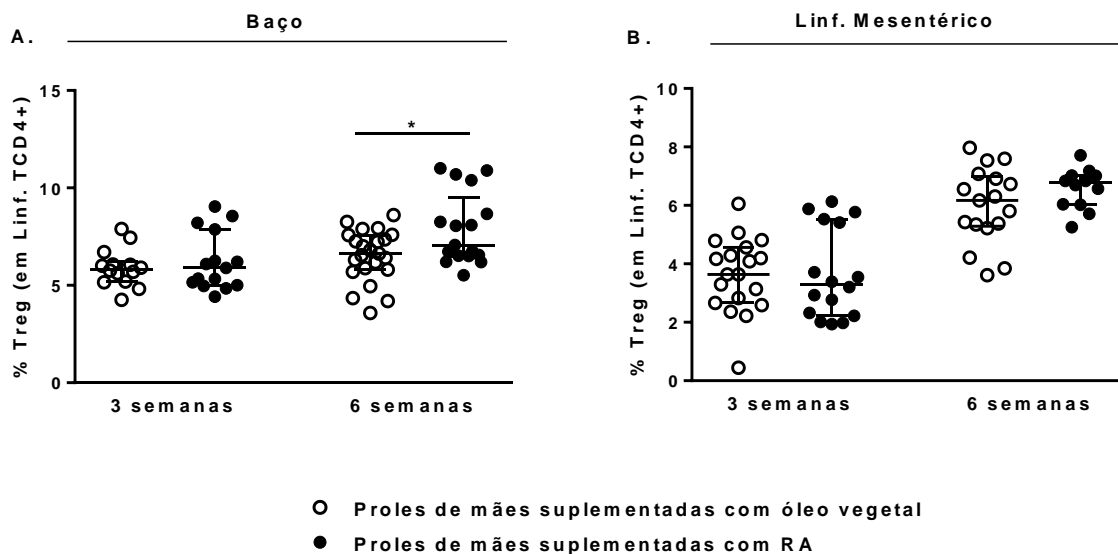 A.
Baço
% Treg (em Linf. TCD4+)
15
10
5
0
*
3 semanas
6 semanas
B.
Linf. Mesentérico
% Treg (em Linf. TCD4+)
10
8
6
4
2
0
3 semanas
6 semanas
Proles de mães suplementadas com óleo vegetal
Proles de mães suplementadas com RA